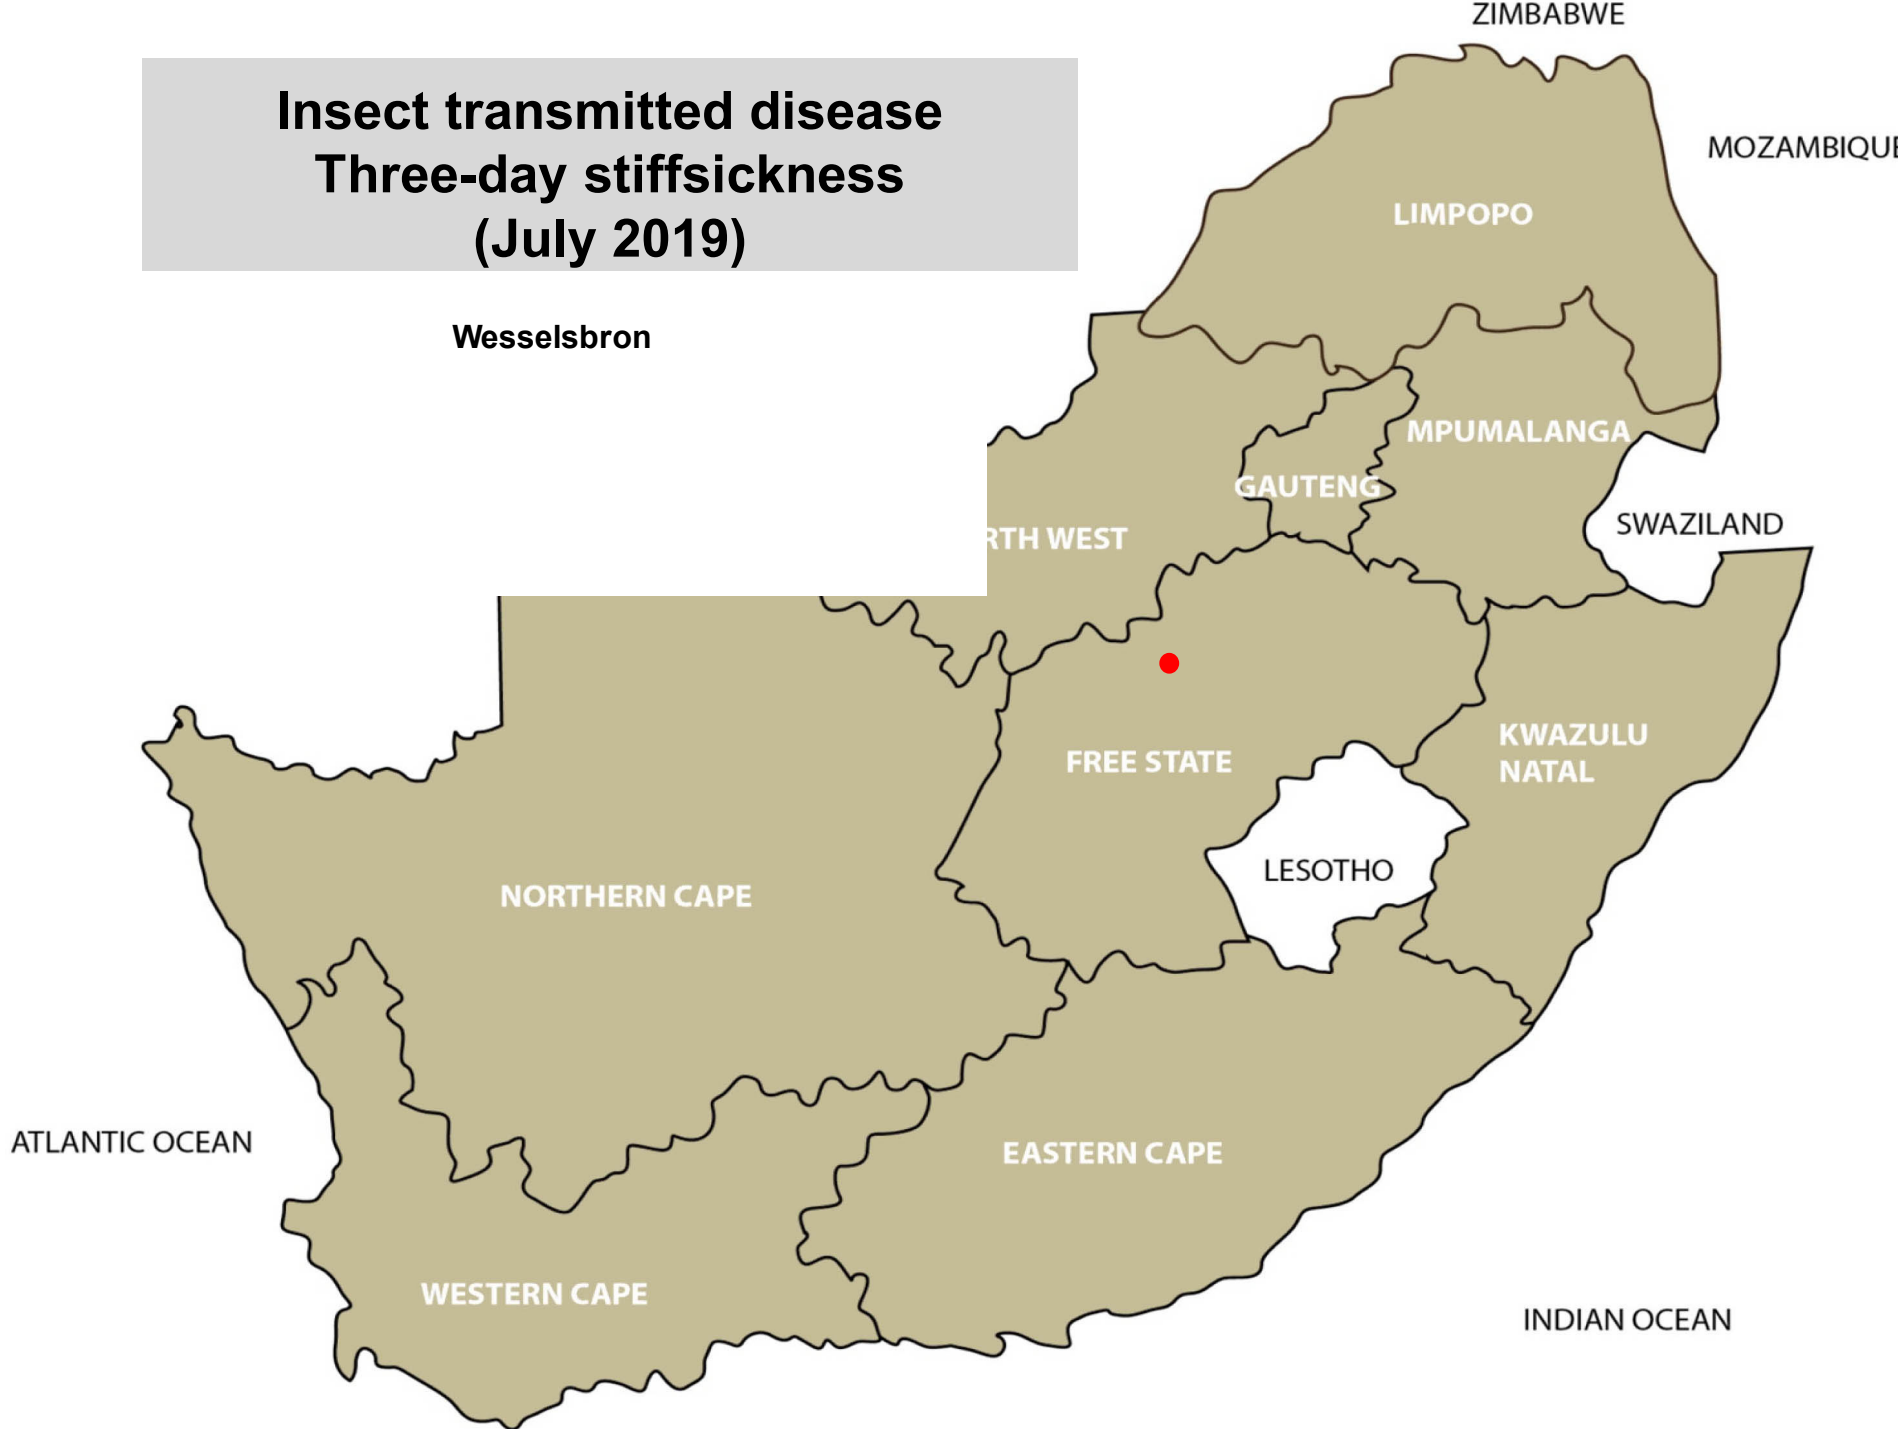 ZIMBABWE
Insect transmitted disease
Three-day stiffsickness
(July 2019)
MOZAMBIQUE
LIMPOPO
Wesselsbron
MPUMALANGA
GAUTENG
SWAZILAND
RTH WEST
KWAZULU
NATAL
FREE STATE
LESOTHO
NORTHERN CAPE
ATLANTIC OCEAN
EASTERN CAPE
WESTERN CAPE
INDIAN OCEAN